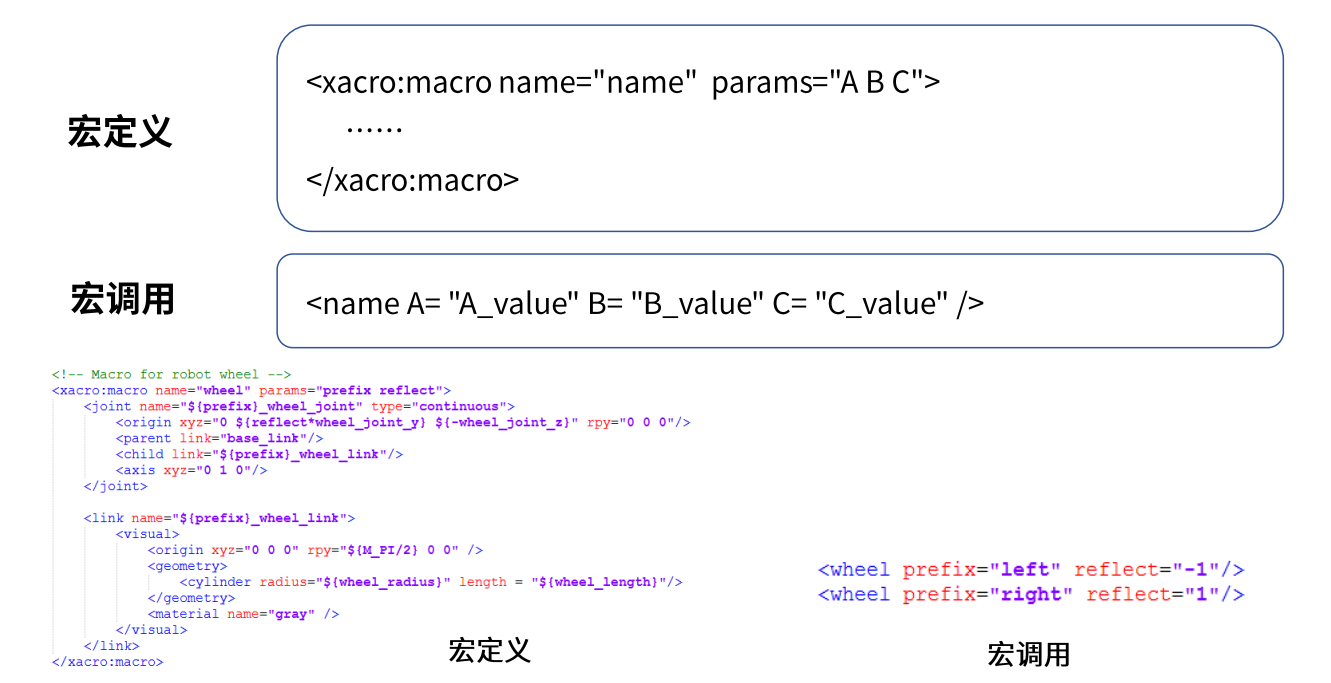 宏定义
<xacro:macro name="name" params="A B C">
……
</xacro:macro>
宏调用
<name A= "A_value" B= "B_value" C= "C_value" />
<!-- Macro for robot wheel -->
<xacro:macro name="wheel" params="prefix reflect">
    <joint name="${prefix}_wheel_joint" type="continuous">
        <origin xyz="0 ${reflect*wheel_joint_y} ${-wheel_joint_z}" rpy="0 0 0"/>
        <parent link="base_link"/>
        <child link="${prefix}_wheel_link"/>
        <axis xyz="0 1 0"/>
    </joint>
    <link name="${prefix}_wheel_link">
        <visual>
            <origin xyz="0 0 0" rpy="${M_PI/2} 0 0" />
            <geometry>
                <cylinder radius="${wheel_radius}" length = "${wheel_length}"/>
            </geometry>
            <material name="gray" />
        </visual>
    </link>
</xacro:macro>
宏定义
<wheel prefix="left" reflect="-1"/>
<wheel prefix="right" reflect="1"/>
宏调用